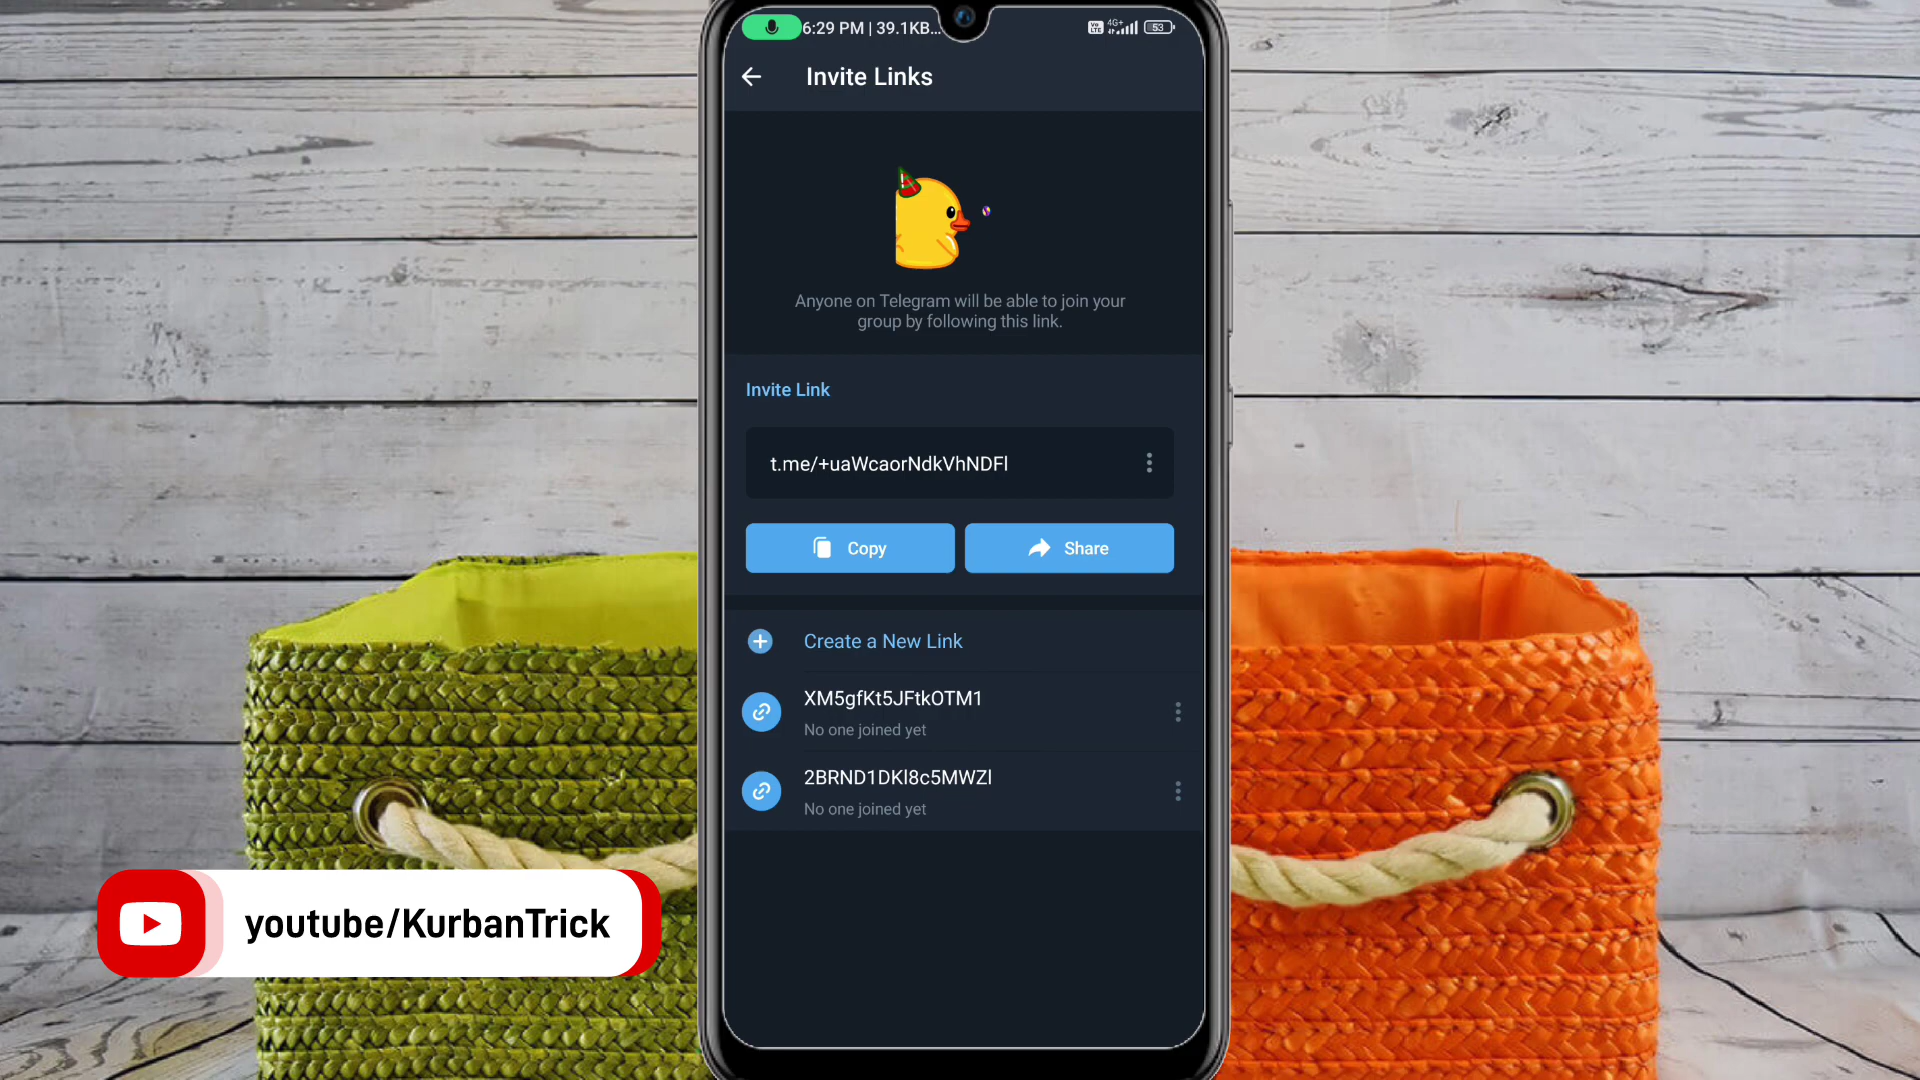 6:29 PM | 39.1KB...
4G+
53
Invite Links
Anyone on Telegram will be able to join your
group by following this link.
Invite Link
t.me/+uaWcaorNdkVhNDFl
Copy
Share
Create a New Link
XM5gfKt5JFtkOTM1
No one joined yet
2BRND1DKl8c5MWZl
No one joined yet
youtube/KurbanTrick